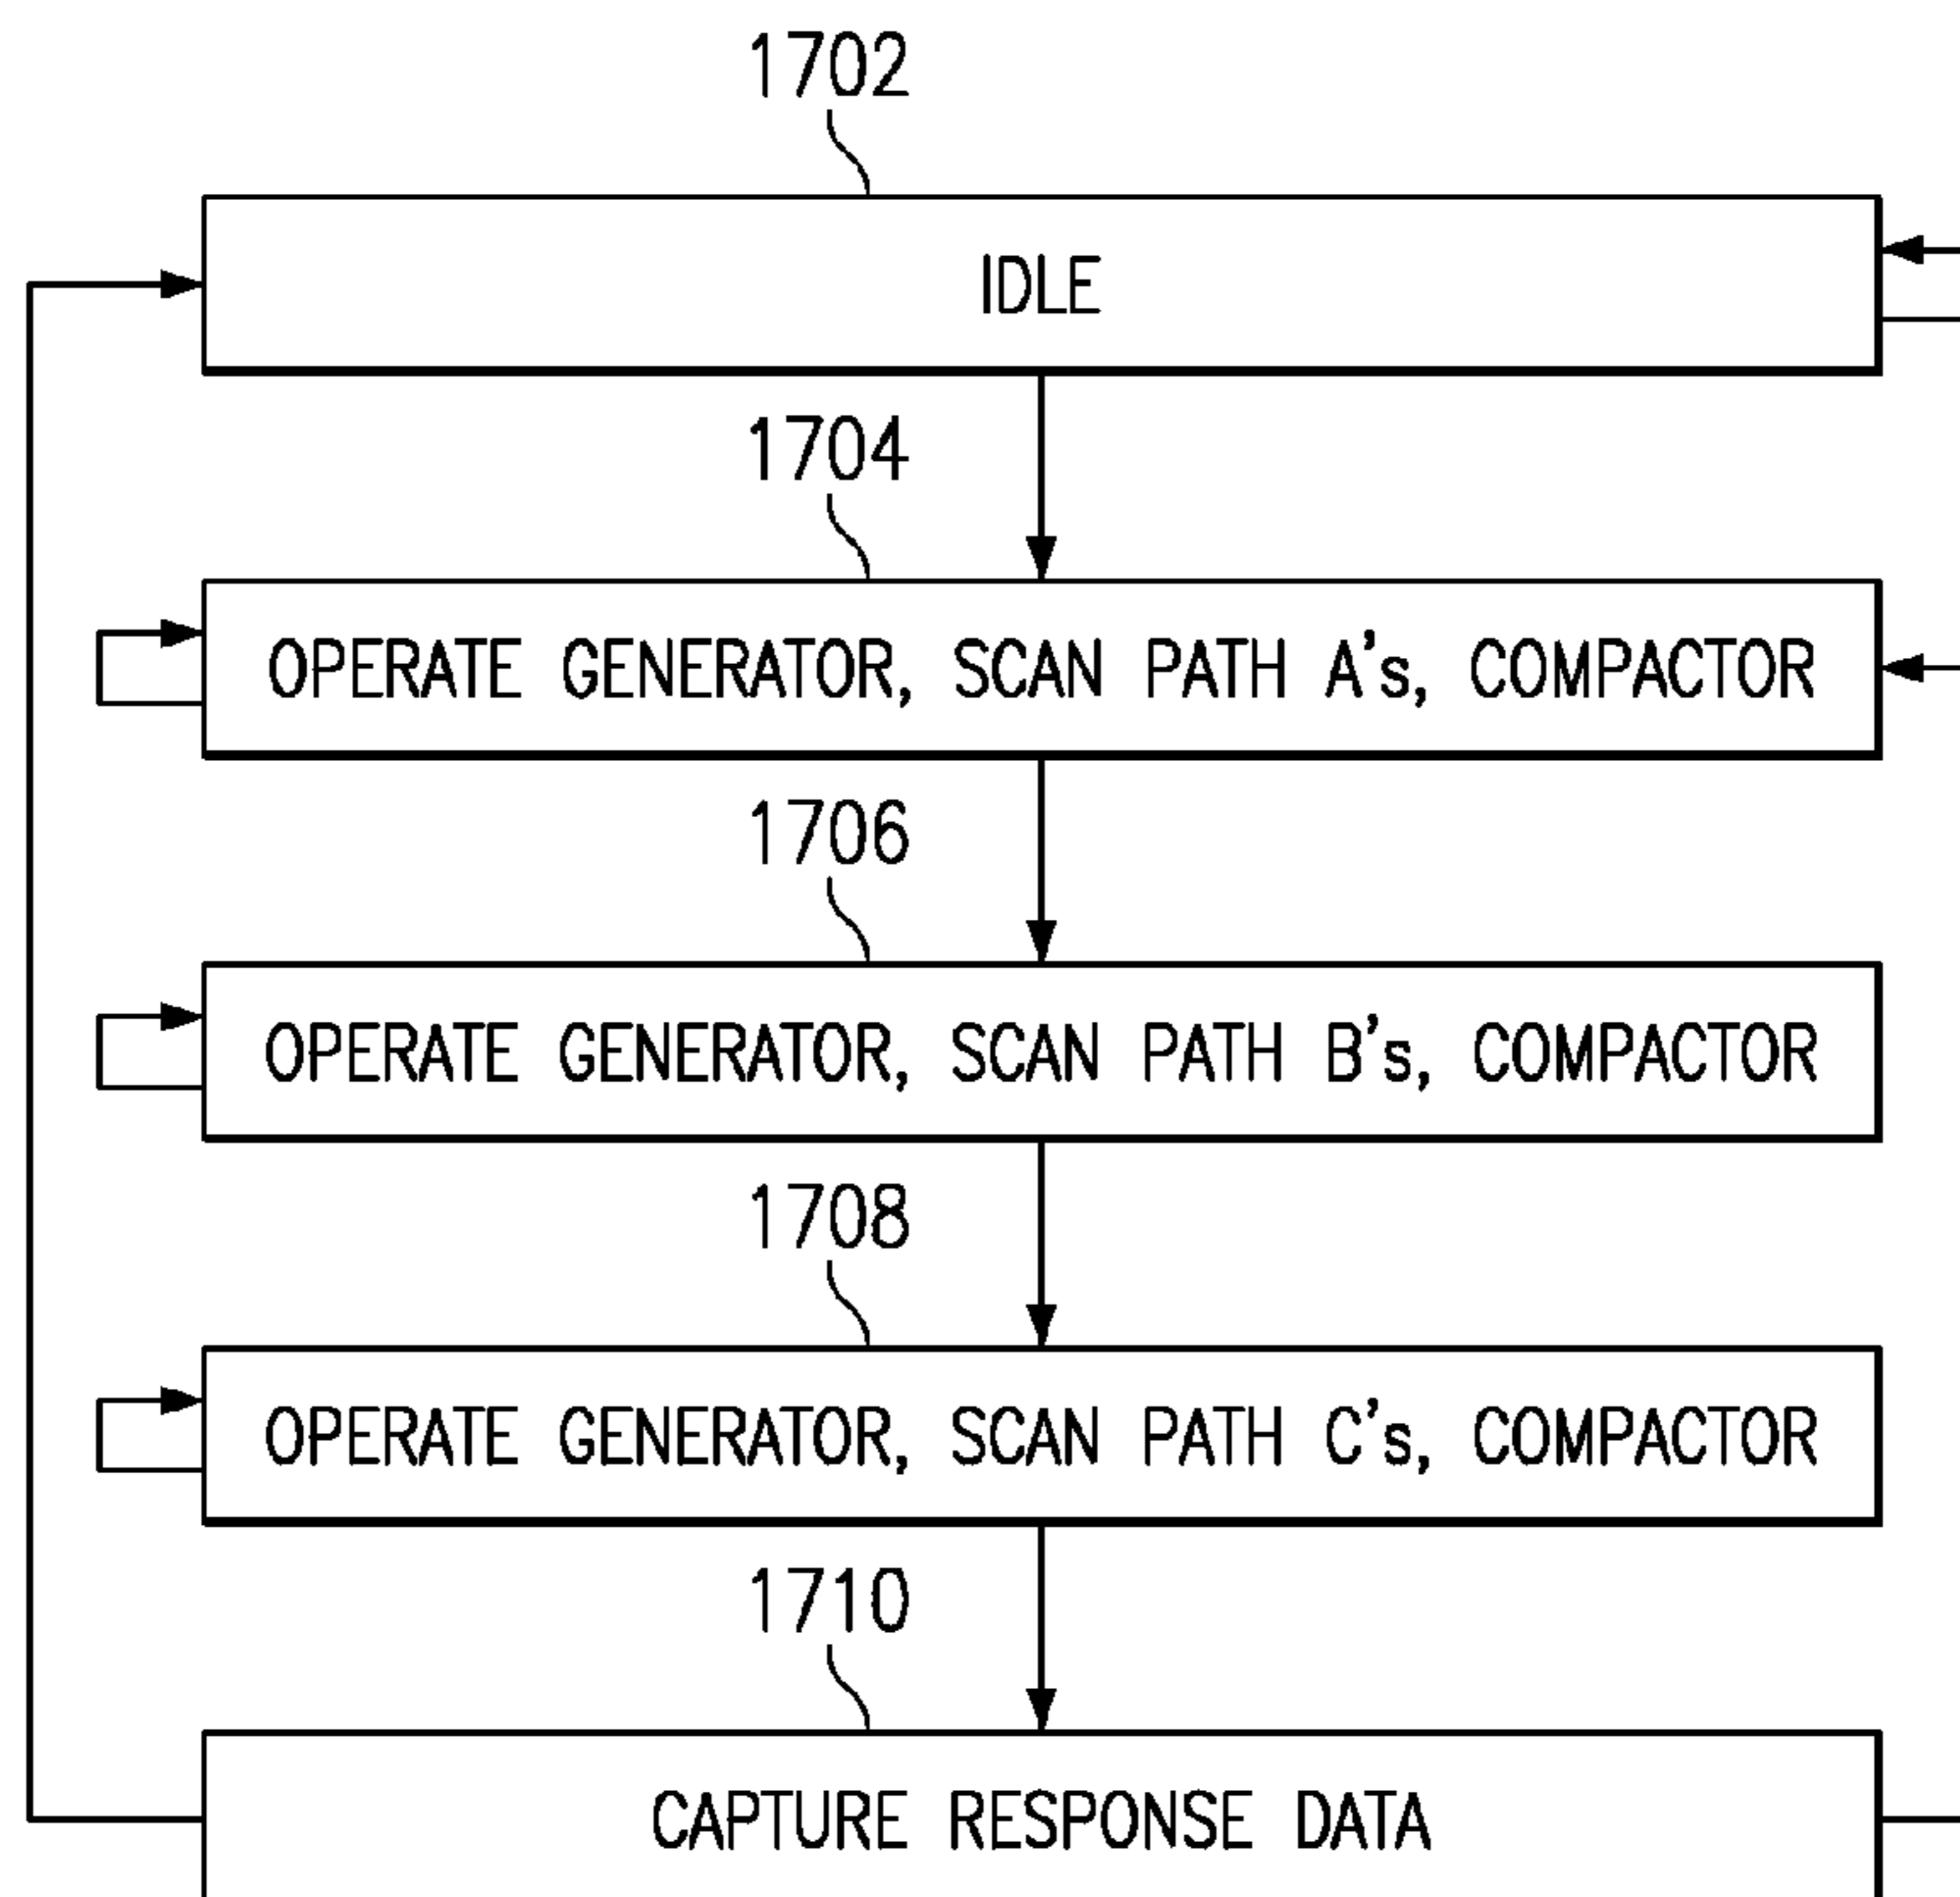 1702
IDLE
1704
OPERATE GENERATOR, SCAN PATH A's, COMPACTOR
1706
OPERATE GENERATOR, SCAN PATH B's, COMPACTOR
1708
OPERATE GENERATOR, SCAN PATH C's, COMPACTOR
1710
CAPTURE RESPONSE DATA